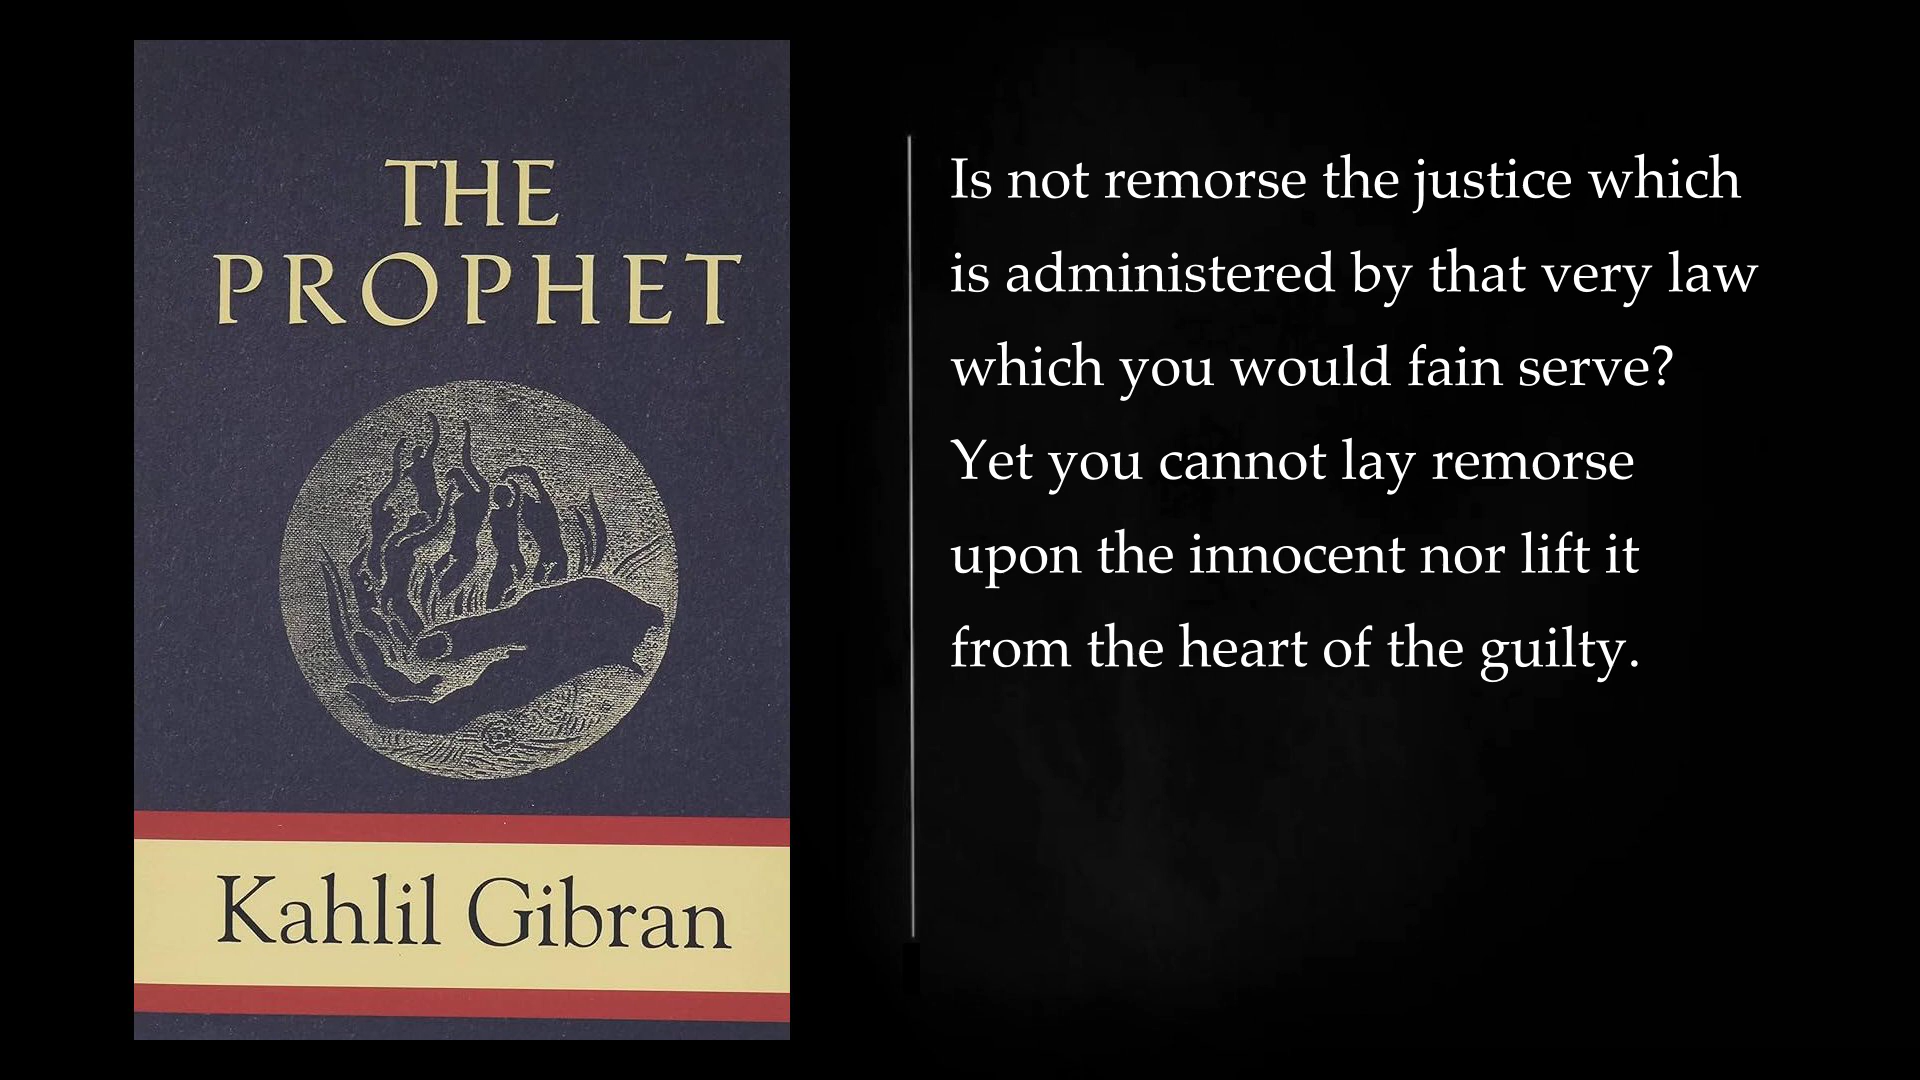 THE
PROPHET
Kahlil Gibran
Is not remorse the justice which
is administered by that very law
which you would fain serve?
Yet you cannot lay remorse
upon the innocent nor lift it
from the heart of the guilty.